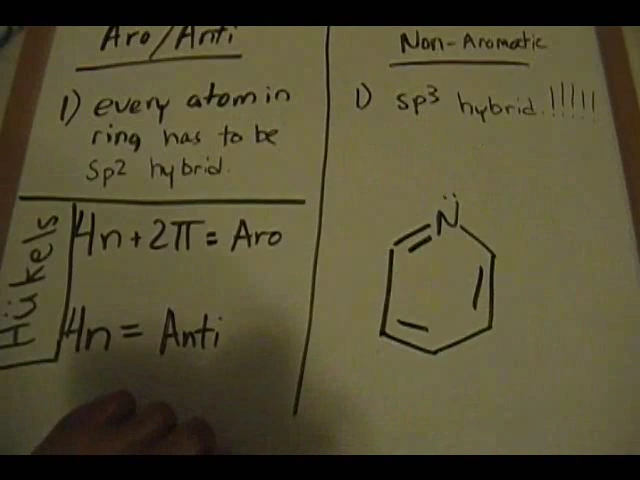 Aro/Anti
1) every atom in
ring has to be
sp2 hybrid.
Hükels
4n+2π = Aro
4n = Anti
Non-Aromatic
1) sp³ hybrid.!!!!!
N